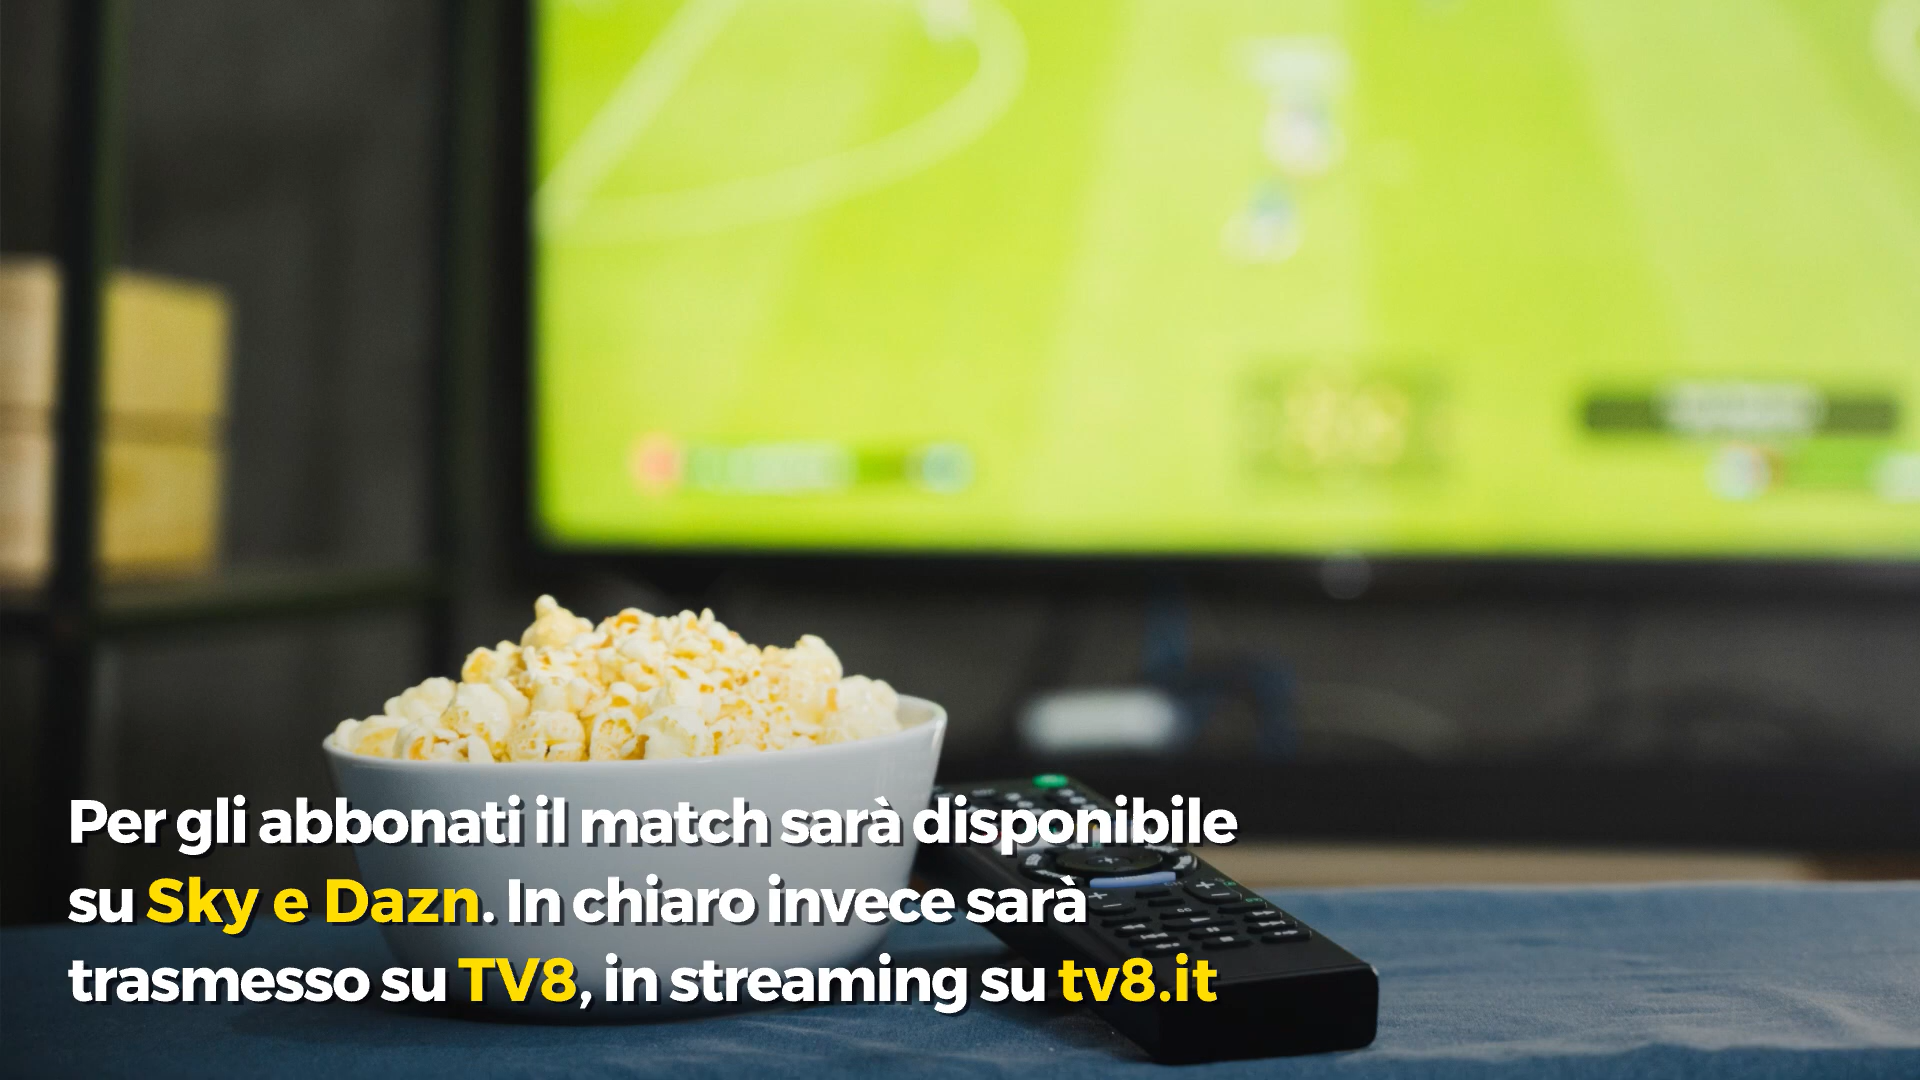 Per gli abbonati il match sarà disponibile
su Sky e Dazn. In chiaro invece sarà
trasmesso su TV8, in streaming su tv8.it